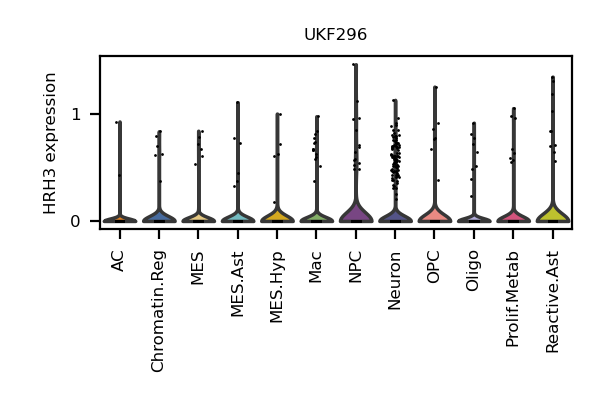 UKF296
HRH3 expression
1
0
AC
Chromatin.Reg
MES
MES.Ast
MES.Hyp
Mac
NPC
Neuron
OPC
Oligo
Prolif.Metab
Reactive.Ast